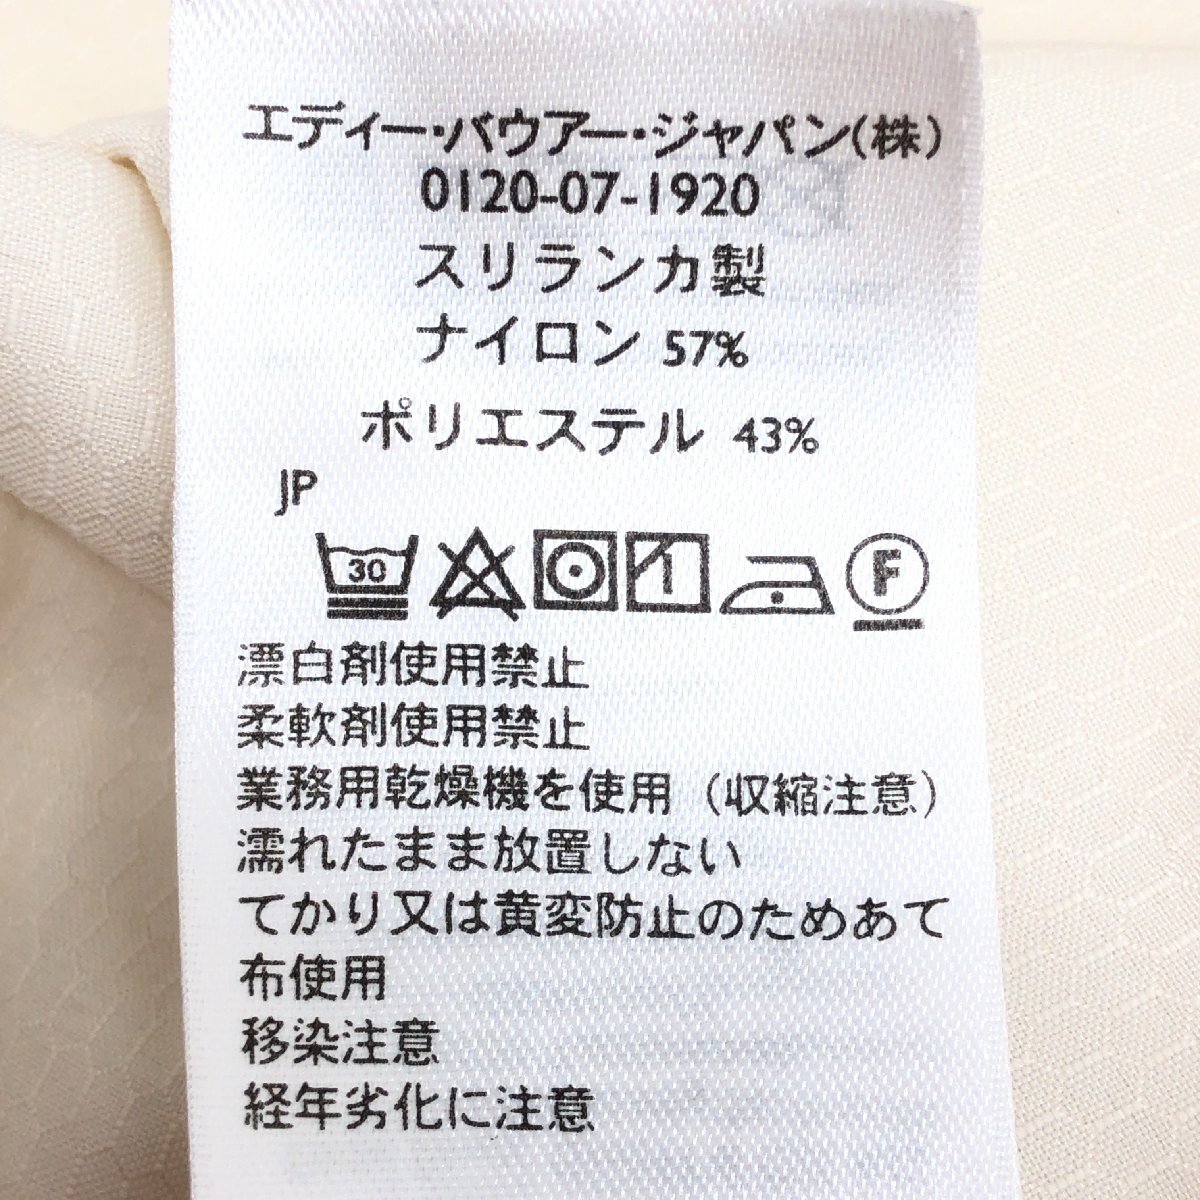 エディー・バウアー・ジャパン(株)
0120-07-1920
スリランカ製
ナイロン 57%
ポリエステル 43%
JP
30 F
漂白剤使用禁止
柔軟剤使用禁止
業務用乾燥機を使用（収縮注意）
濡れたまま放置しない
てかり又は黄変防止のためあて
布使用
移染注意
経年劣化に注意